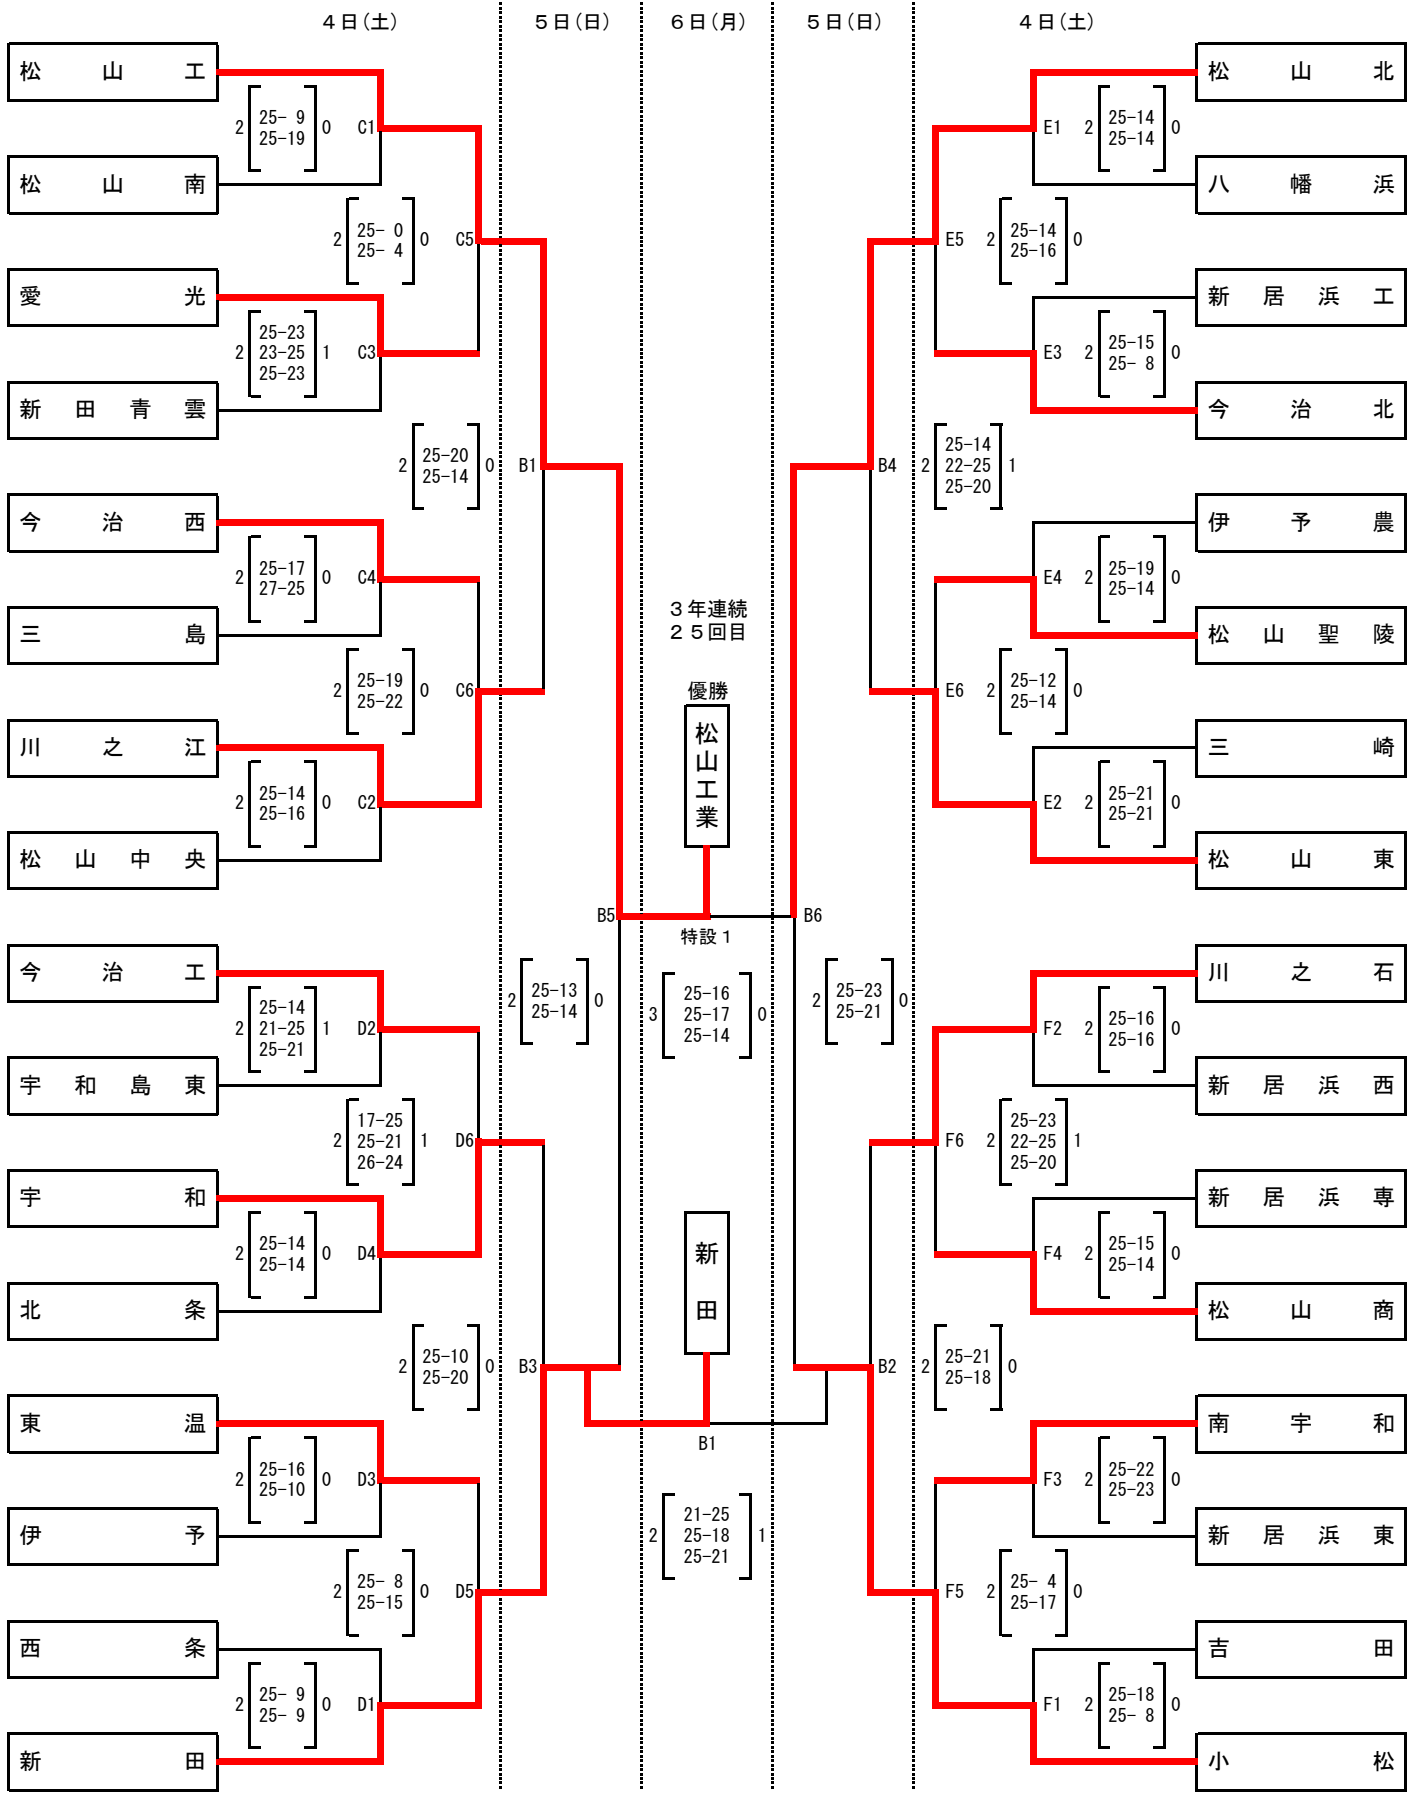 ４日(土)
５日(日)
６日(月)
５日(日)
４日(土)
松山工
2 25- 9 0 C1
25-19
松山南
2 25- 0 0 C5
25- 4
愛光
2 25-23 1 C3
23-25
25-23
新田青雲
2 25-20 0 B1
25-14
今治西
2 25-17 0 C4
27-25
三島
2 25-19 0 C6
25-22
川之江
2 25-14 0 C2
25-16
松山中央
今治工
2 25-14 1 D2
21-25
25-21
宇和島東
2 17-25 1 D6
25-21
26-24
宇和
2 25-14 0 D4
25-14
北条
2 25-10 0 B3
25-20
東温
2 25-16 0 D3
25-10
伊予
2 25- 8 0 D5
25-15
西条
2 25- 9 0 D1
25- 9
新田
B5
2 25-13 0
25-14
３年連続
２５回目
優勝
松山工業
特設１
3 25-16 0
25-17
25-14
新田
B1
2 21-25 1
25-18
25-21
B6
2 25-23 0
25-21
松山北
E1 2 25-14 0
25-14
八幡浜
E5 2 25-14 0
25-16
新居浜工
E3 2 25-15 0
25- 8
今治北
B4 2 25-14 1
22-25
25-20
伊予農
E4 2 25-19 0
25-14
松山聖陵
E6 2 25-12 0
25-14
三崎
E2 2 25-21 0
25-21
松山東
川之石
F2 2 25-16 0
25-16
新居浜西
F6 2 25-23 1
22-25
25-20
新居浜専
F4 2 25-15 0
25-14
松山商
B2 2 25-21 0
25-18
南宇和
F3 2 25-22 0
25-23
新居浜東
F5 2 25- 4 0
25-17
吉田
F1 2 25-18 0
25- 8
小松